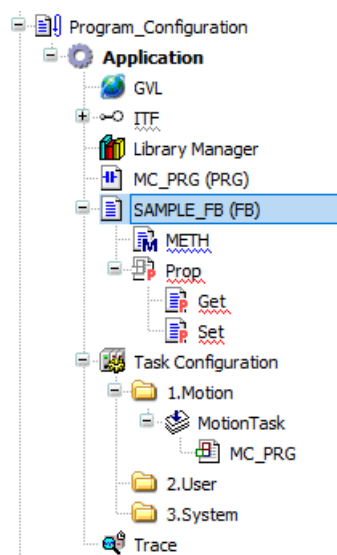 Program_Configuration
Application
GVL
ITF
Library Manager
MC_PRG (PRG)
SAMPLE_FB (FB)
METH
Prop
Get
Set
Task Configuration
1.Motion
MotionTask
MC_PRG
2.User
3.System
Trace